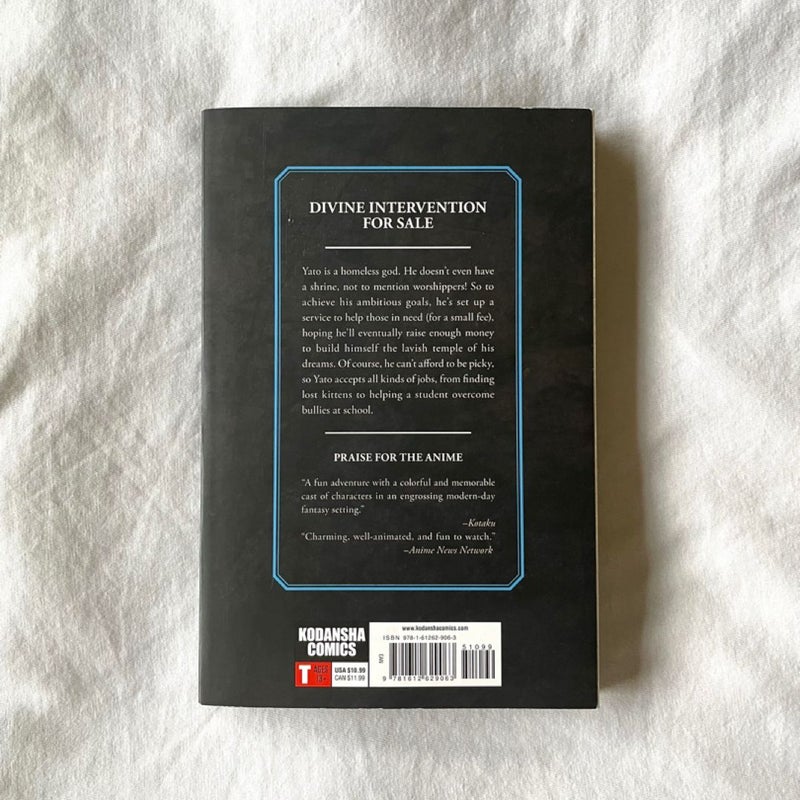 DIVINE INTERVENTION
FOR SALE
Yato is a homeless god. He doesn't even have
a shrine, not to mention worshippers! So to
achieve his ambitious goals, he's set up a
service to help those in need (for a small fee),
hoping he'll eventually raise enough money
to build himself the lavish temple of his
dreams. Of course, he can't afford to be picky,
so Yato accepts all kinds of jobs, from finding
lost kittens to helping a student overcome
bullies at school.
PRAISE FOR THE ANIME
“A fun adventure with a colorful and memorable
cast of characters in an engrossing modern-day
fantasy setting.”
–Kotaku
“Charming, well-animated, and fun to watch.”
–Anime News Network
KODANSHA
COMICS
T AGES
13+
USA $10.99
CAN $11.99
www.kodanshacomics.com
ISBN 978-1-61262-906-3
51099
EAN
9 781612 629063